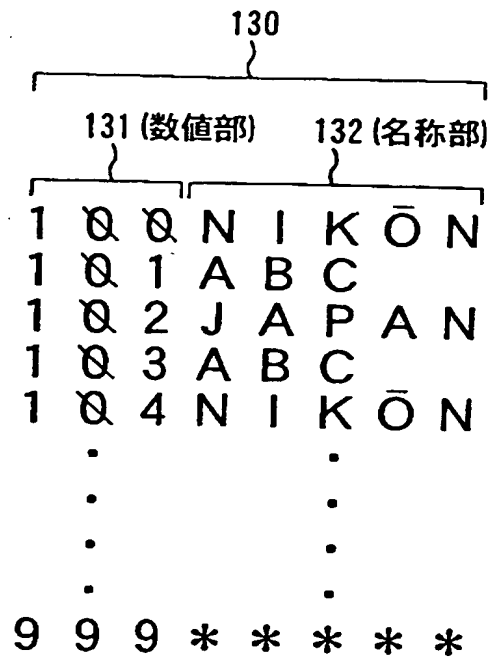 130
131 (数値部) 132 (名称部)
1 0̸ 0̸ N I K Ō N
1 0̸ 1 A B C
1 0̸ 2 J A P A N
1 0̸ 3 A B C
1 0̸ 4 N I K Ō N
9 9 9 * * * * *